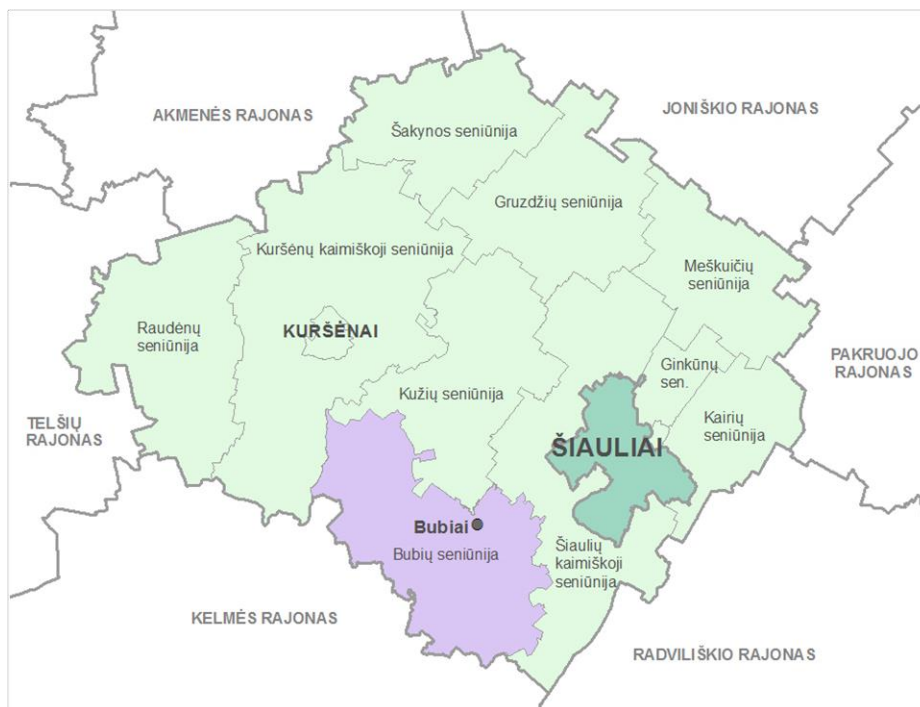 AKMENĖS RAJONAS
JONIŠKIO RAJONAS
Šakynos seniūnija
Gruzdžių seniūnija
Kuršėnų kaimiškoji seniūnija
Meškuičių seniūnija
Raudėnų
seniūnija
KURŠĖNAI
PAKRUOJO
RAJONAS
Ginkūnų
sen.
Kužių seniūnija
Kairių
seniūnija
TELŠIŲ
RAJONAS
ŠIAULIAI
Bubiai
Bubių seniūnija
Šiaulių
kaimiškoji
seniūnija
KELMĖS RAJONAS
RADVILIŠKIO RAJONAS